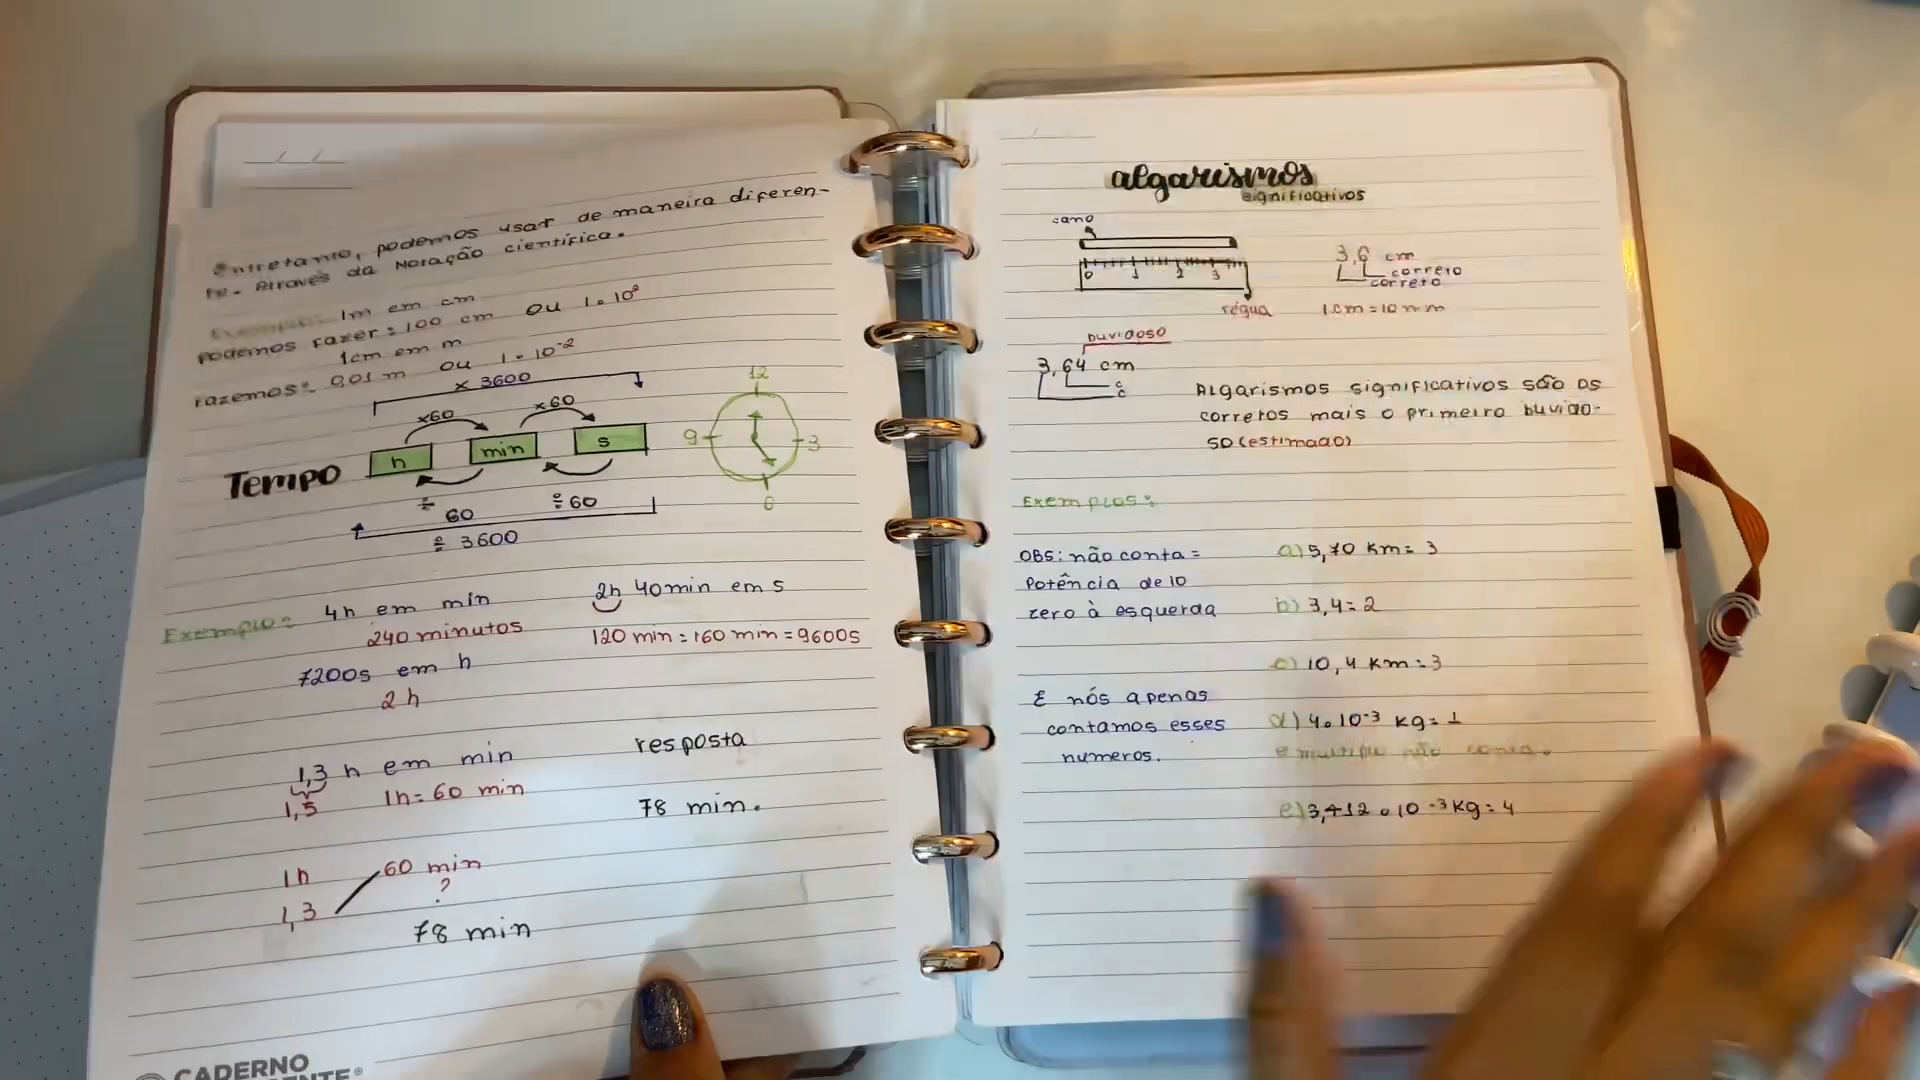 Entretanto, podemos usar de maneira diferen-
te. Através da Notação científica.
Exemplo: 1m em cm
podemos fazer: 100 cm ou 1.10²
1cm em m
Fazemos: 0,01 m ou 1.10⁻²
x 3600
x60 x60
Tempo h min s
÷ 60 ÷60
÷ 3600
12
9 3
6
Exemplo: 4h em min
240 minutos
7200s em h
2h
2h 40min em s
120 min = 160 min = 9600s
1,3 h em min
1,5 1h = 60 min
resposta
78 min.
1h 60 min
1,3 ?
78 min
CADERNO
algarismos
significativos
cano
0 1 2 3
régua
3,6 cm
correto
correto
1cm = 10 mm
Duvidoso
3,64 cm
c
c
Algarismos significativos são os
corretos mais o primeiro Duvido-
so (estimado)
Exemplos:
OBS: não conta =
Potência de 10
zero à esquerda
E nós apenas
contamos esses
numeros.
a) 5,70 Km = 3
b) 3,4 = 2
c) 10,4 Km = 3
d) 4.10⁻³ kg = 1
e) 3,412.10⁻³ kg = 4